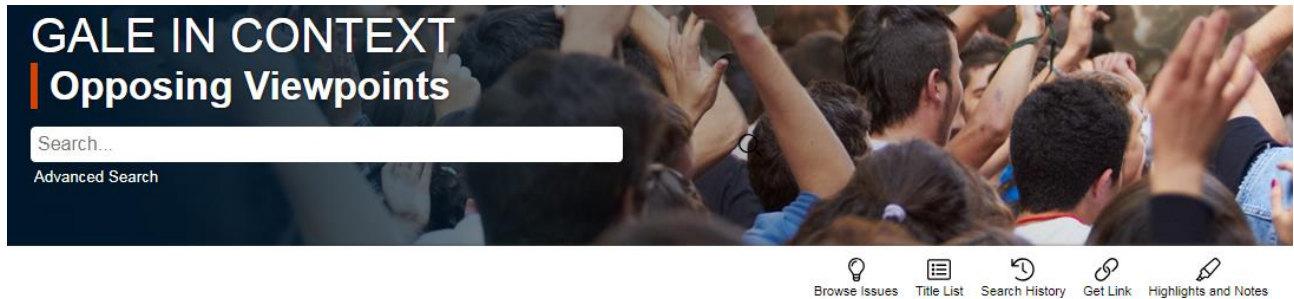 GALE IN CONTEXT
Opposing Viewpoints
Search...
Advanced Search
Browse Issues Title List Search History Get Link Highlights and Notes